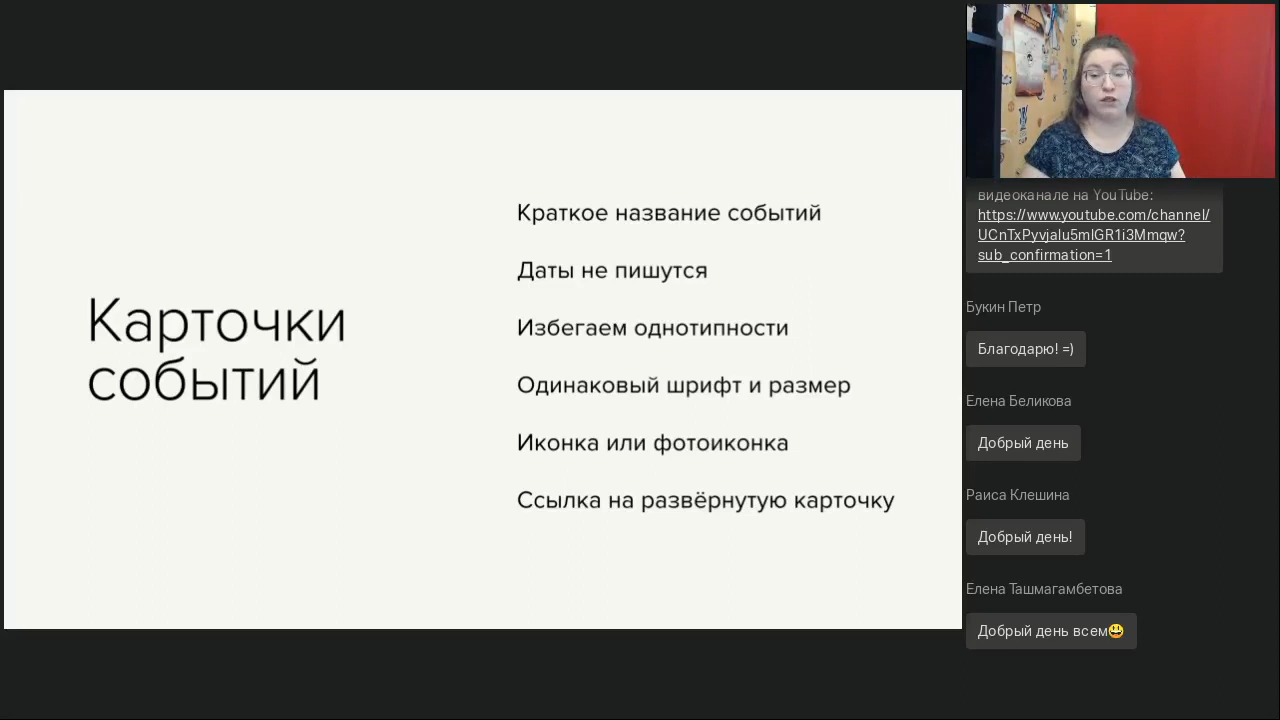 Карточки
событий
Краткое название событий
Даты не пишутся
Избегаем однотипности
Одинаковый шрифт и размер
Иконка или фотоиконка
Ссылка на развёрнутую карточку
видеоканале на YouTube:
https://www.youtube.com/channel/
UCnTxPyvjalu5mlGR1i3Mmqw?
sub_confirmation=1
Букин Петр
Благодарю! =)
Елена Беликова
Добрый день
Раиса Клешина
Добрый день!
Елена Ташмагамбетова
Добрый день всем😃